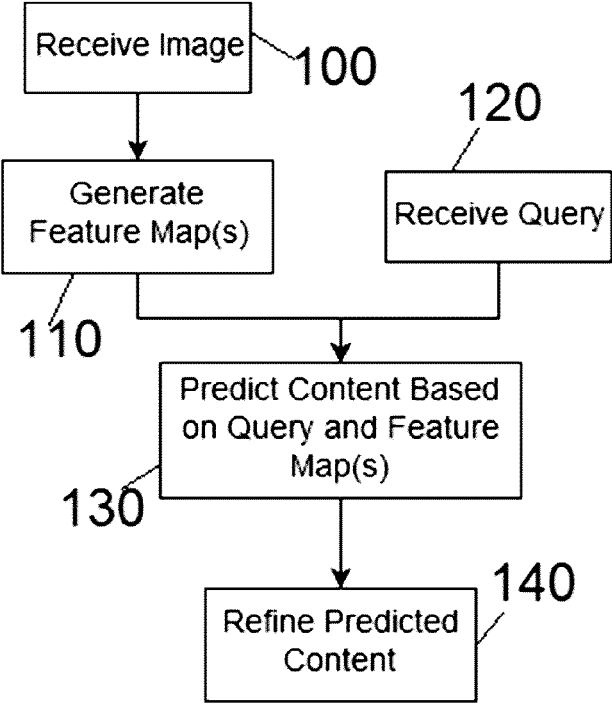 Receive Image
100
120
Generate
Feature Map(s)
Receive Query
110
Predict Content Based
on Query and Feature
Map(s)
130
140
Refine Predicted
Content